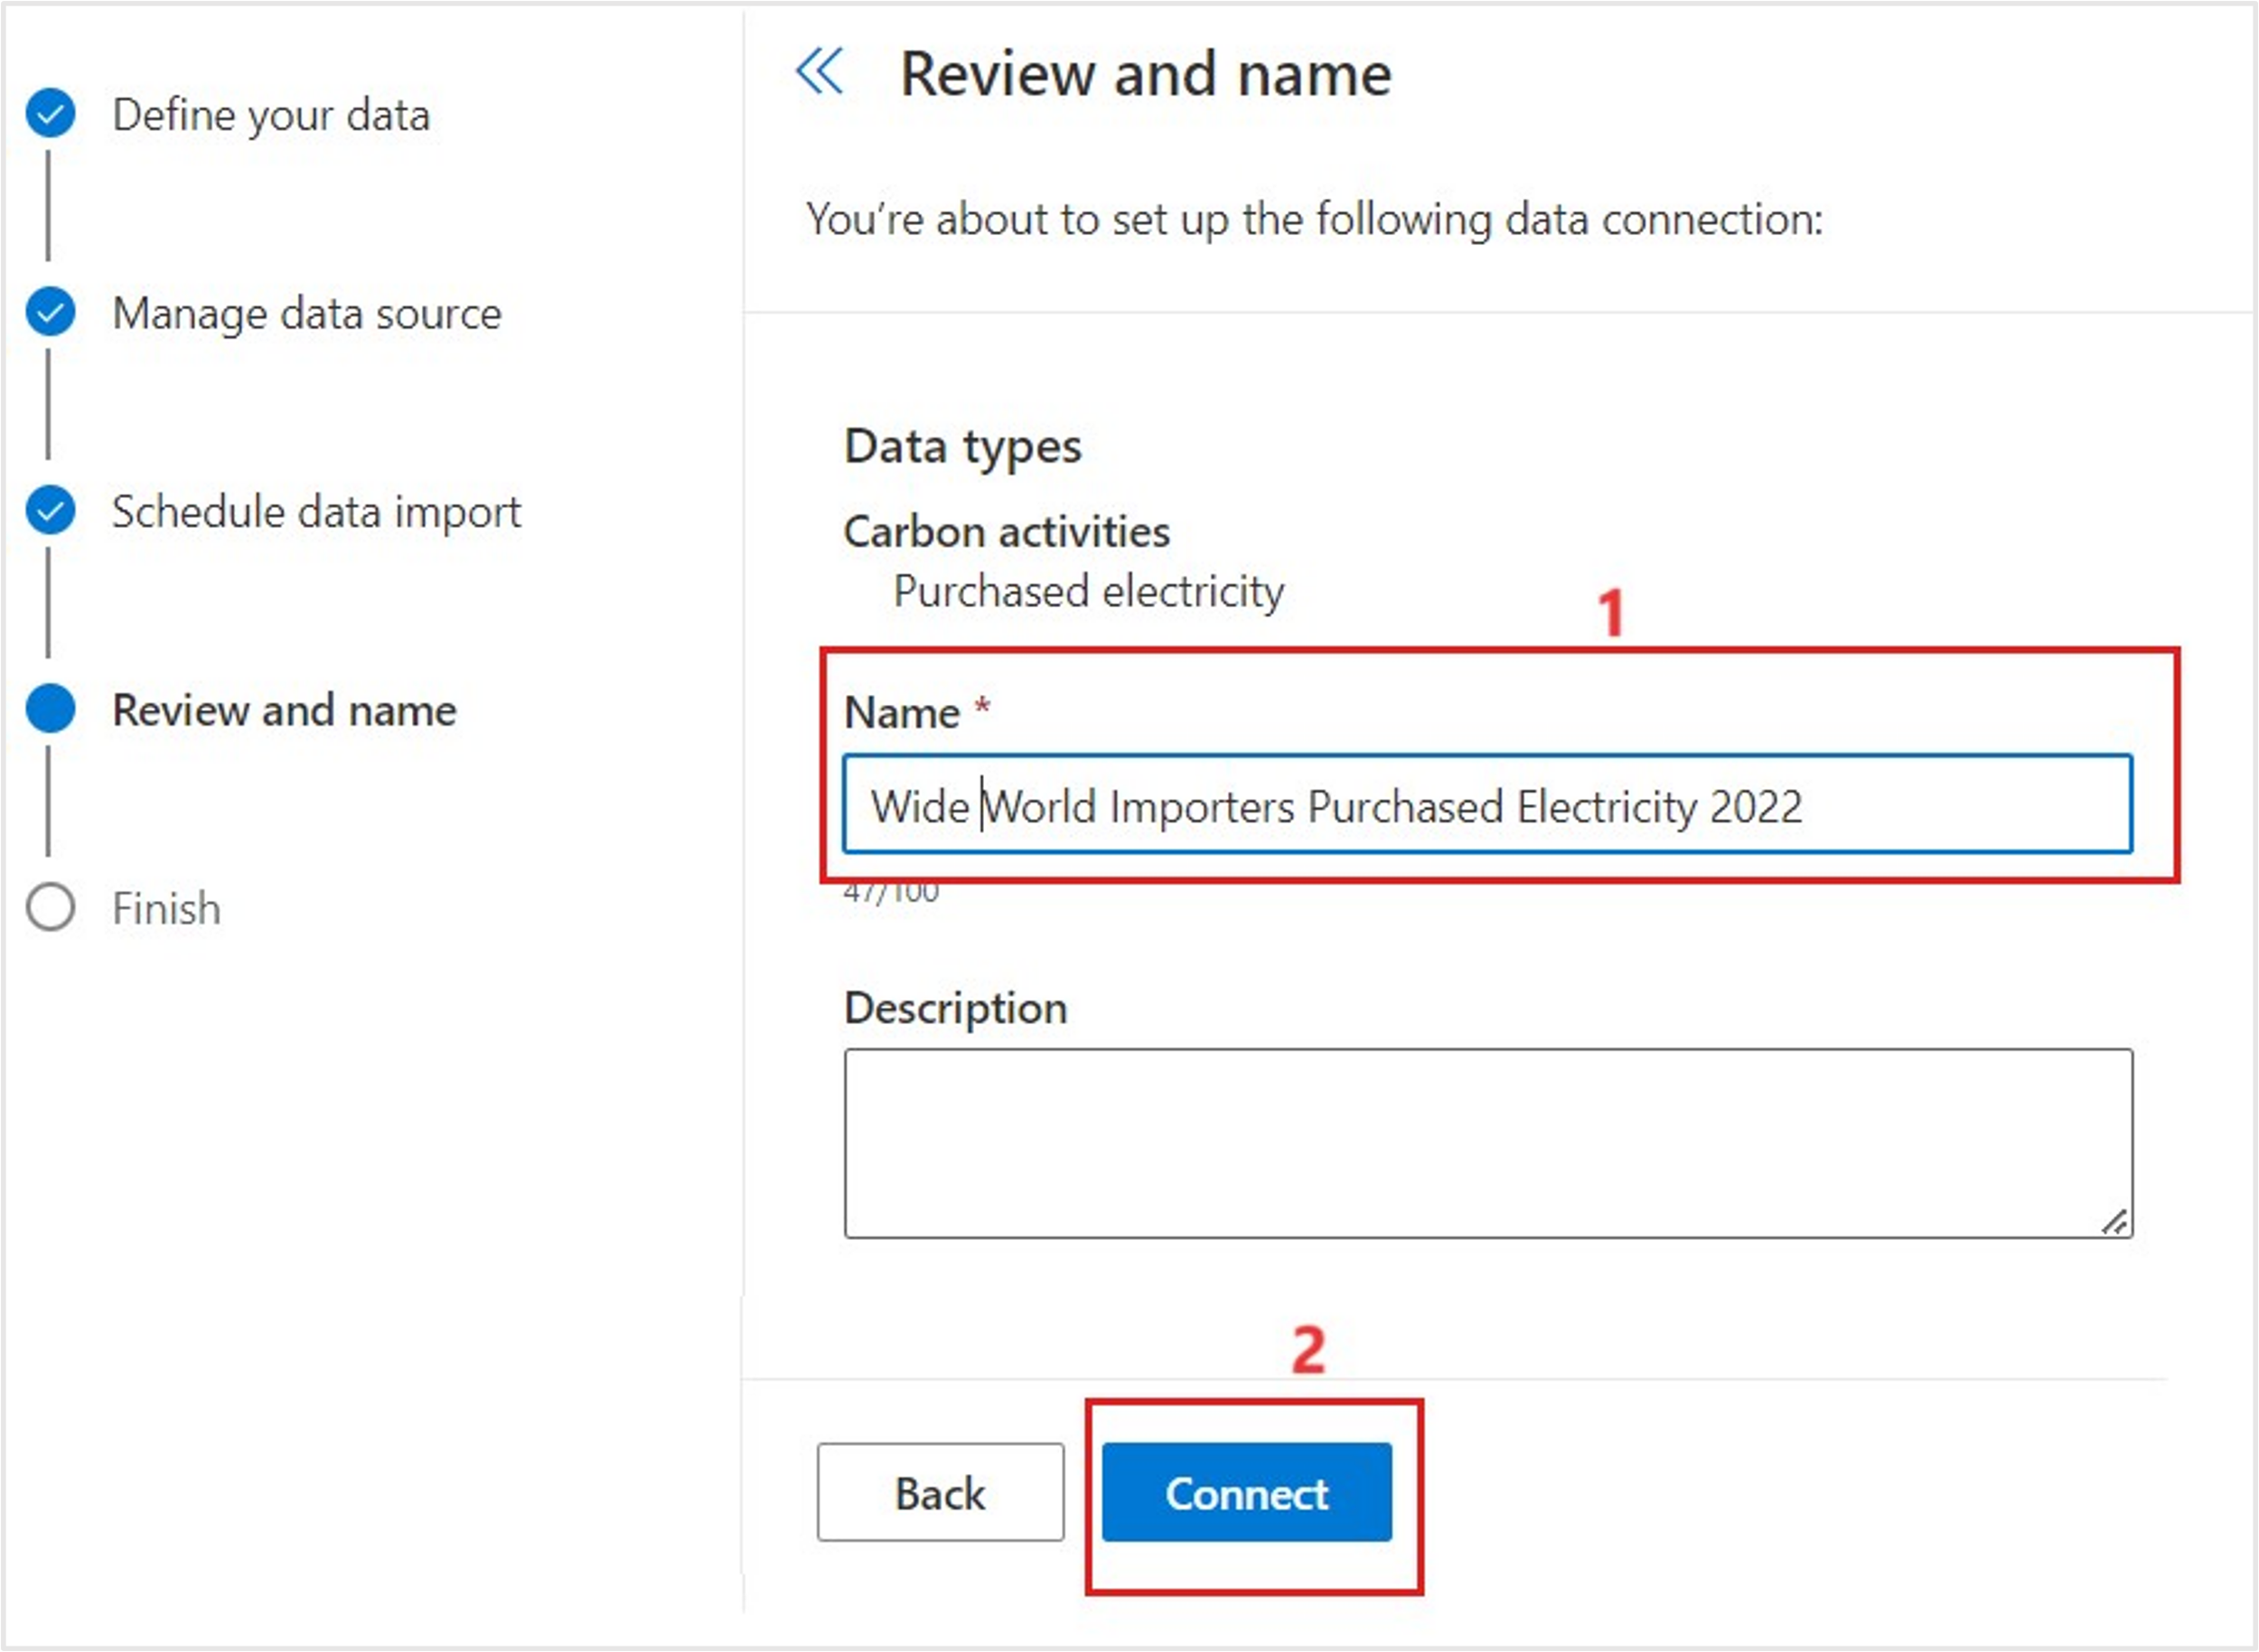 Define your data
Manage data source
Schedule data import
Review and name
Finish
Review and name
You're about to set up the following data connection:
Data types
Carbon activities
Purchased electricity
1
Name *
Wide World Importers Purchased Electricity 2022
47/100
Description
2
Back
Connect